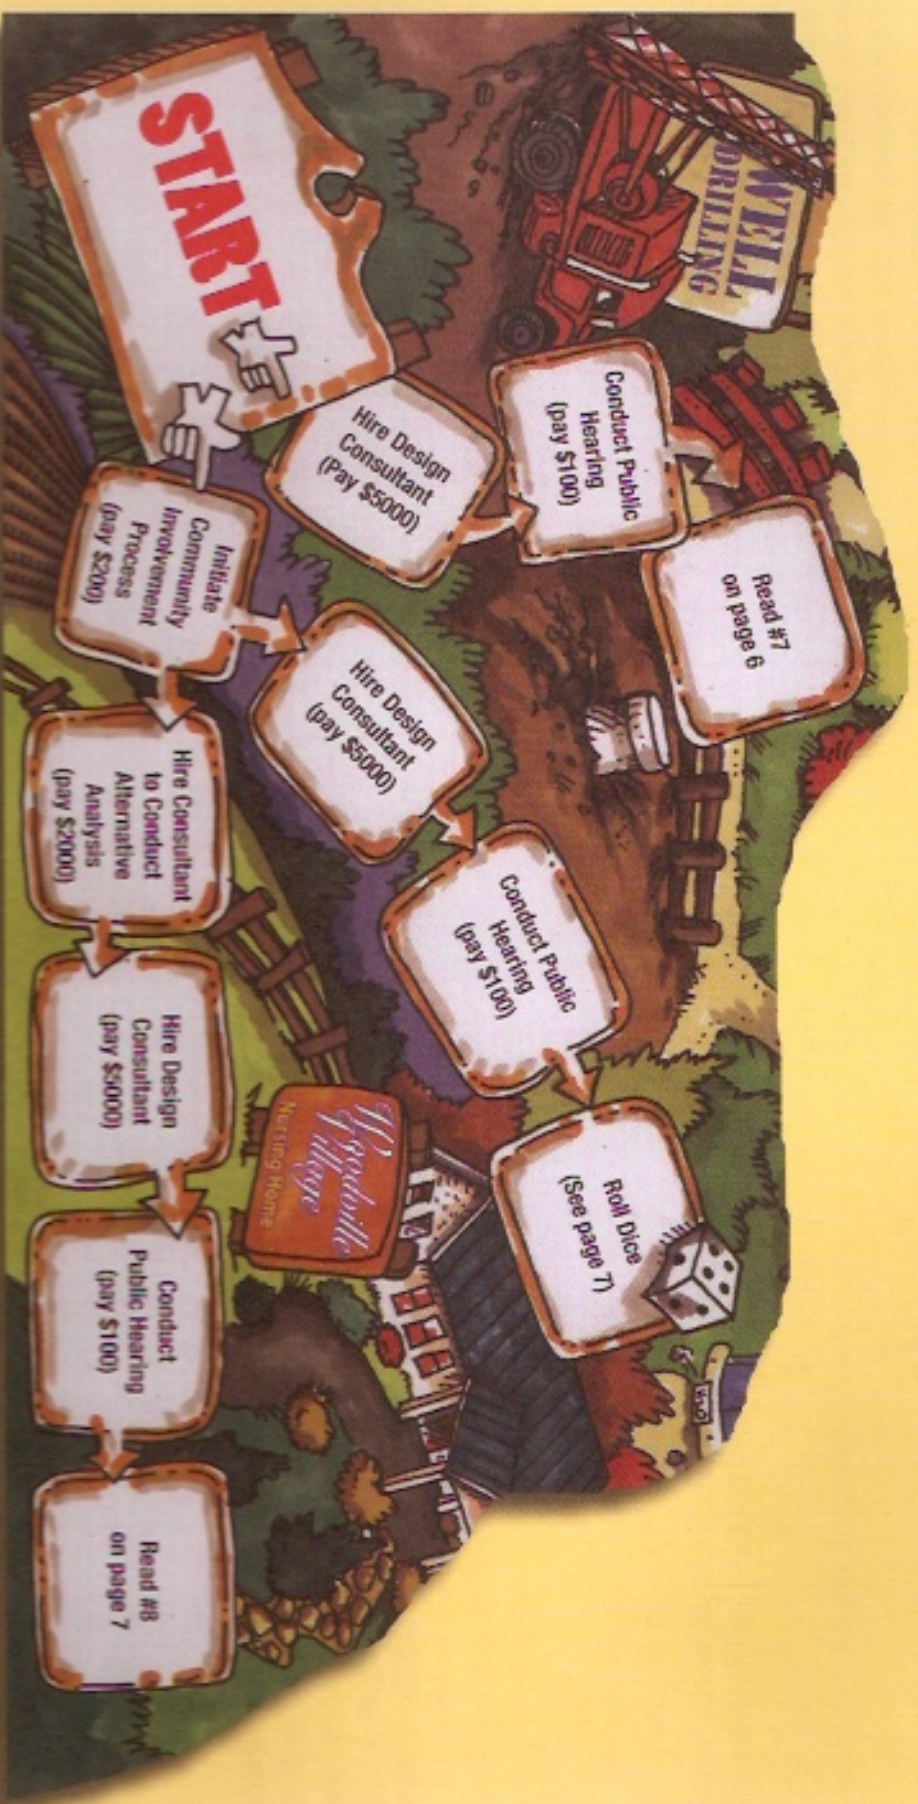 WELL
DRILLING
START
Hire Design
Consultant
(Pay $5000)
Conduct Public
Hearing
(pay $100)
Read #7
on page 6
Initiate
Community
Involvement
Process
(pay $200)
Hire Design
Consultant
(pay $5000)
Conduct Public
Hearing
(pay $100)
Roll Dice
(See page 7)
Hire Consultant
to Conduct
Alternative
Analysis
(pay $2000)
Hire Design
Consultant
(pay $5000)
Conduct
Public Hearing
(pay $100)
Read #8
on page 7
Woodville
Village
Nursing Home